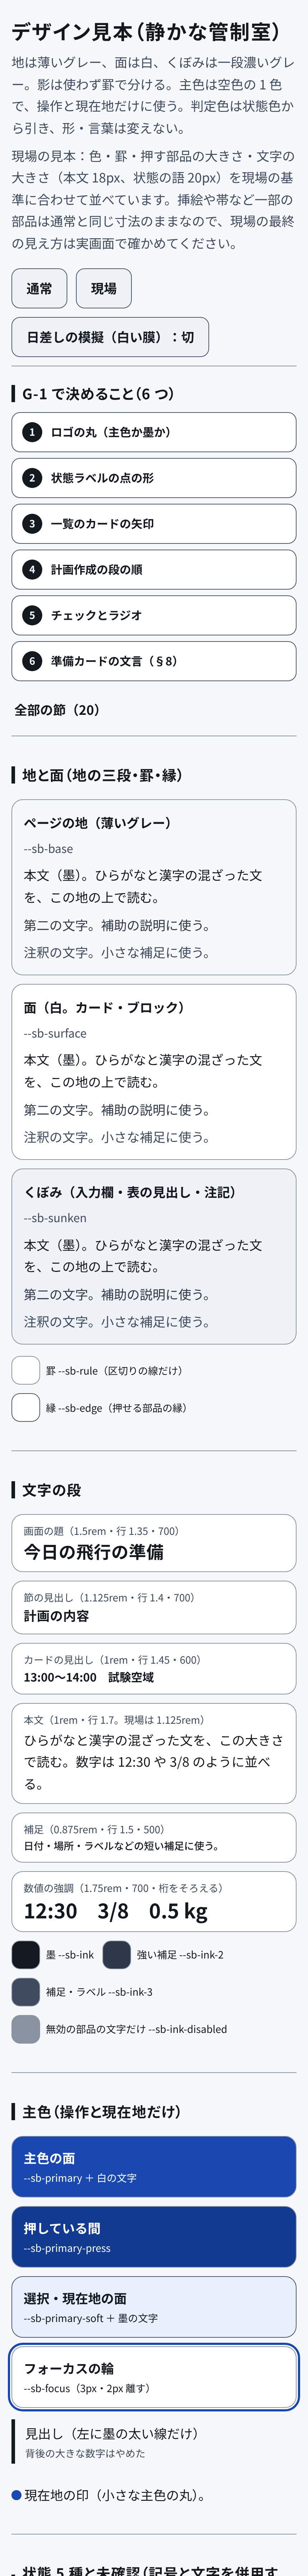 デザイン見本（静かな管制室）
地は薄いグレー、面は白、くぼみは一段濃いグレ
ー。影は使わず罫で分ける。主色は空色の 1 色
で、操作と現在地だけに使う。判定色は状態色か
ら引き、形・言葉は変えない。
現場の見本：色・罫・押す部品の大きさ・文字の
大きさ（本文 18px、状態の語 20px）を現場の基
準に合わせて並べています。挿絵や帯など一部の
部品は通常と同じ寸法のままなので、現場の最終
の見え方は実画面で確かめてください。
通常
現場
日差しの模擬（白い膜）：切
G-1 で決めること（6 つ）
1 ロゴの丸（主色か墨か）
2 状態ラベルの点の形
3 一覧のカードの矢印
4 計画作成の段の順
5 チェックとラジオ
6 準備カードの文言（§8）
全部の節（20）
地と面（地の三段・罫・縁）
ページの地（薄いグレー）
--sb-base
本文（墨）。ひらがなと漢字の混ざった文
を、この地の上で読む。
第二の文字。補助の説明に使う。
注釈の文字。小さな補足に使う。
面（白。カード・ブロック）
--sb-surface
本文（墨）。ひらがなと漢字の混ざった文
を、この地の上で読む。
第二の文字。補助の説明に使う。
注釈の文字。小さな補足に使う。
くぼみ（入力欄・表の見出し・注記）
--sb-sunken
本文（墨）。ひらがなと漢字の混ざった文
を、この地の上で読む。
第二の文字。補助の説明に使う。
注釈の文字。小さな補足に使う。
罫 --sb-rule（区切りの線だけ）
縁 --sb-edge（押せる部品の縁）
文字の段
画面の題（1.5rem・行 1.35・700）
今日の飛行の準備
節の見出し（1.125rem・行 1.4・700）
計画の内容
カードの見出し（1rem・行 1.45・600）
13:00〜14:00　試験空域
本文（1rem・行 1.7。現場は 1.125rem）
ひらがなと漢字の混ざった文を、この大きさ
で読む。数字は 12:30 や 3/8 のように並べ
る。
補足（0.875rem・行 1.5・500）
日付・場所・ラベルなどの短い補足に使う。
数値の強調（1.75rem・700・桁をそろえる）
12:30　3/8　0.5 kg
墨 --sb-ink
強い補足 --sb-ink-2
補足・ラベル --sb-ink-3
無効の部品の文字だけ --sb-ink-disabled
主色（操作と現在地だけ）
主色の面
--sb-primary ＋ 白の文字
押している間
--sb-primary-press
選択・現在地の面
--sb-primary-soft ＋ 墨の文字
フォーカスの輪
--sb-focus（3px・2px 離す）
見出し（左に墨の太い線だけ）
背後の大きな数字はやめた
現在地の印（小さな主色の丸）。
状態 5 種と未確認（記号と文字を併用す